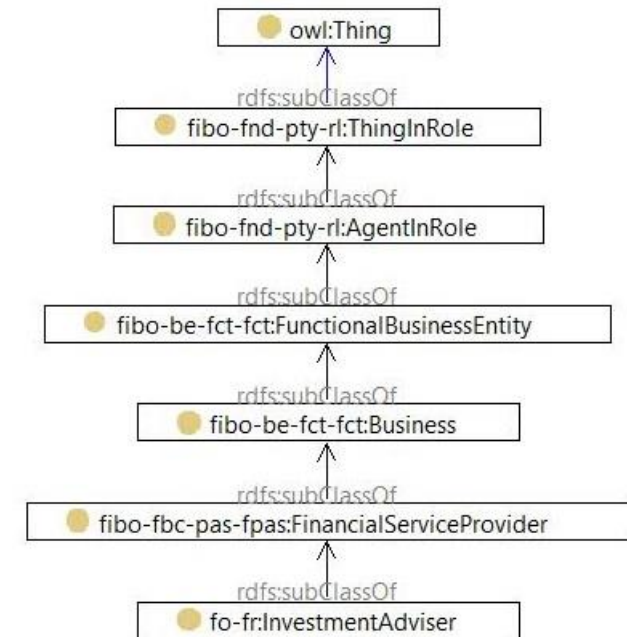 owl:Thing
rdfs:subClassOf
fibo-fnd-pty-rl:ThingInRole
rdfs:subClassOf
fibo-fnd-pty-rl:AgentInRole
rdfs:subClassOf
fibo-be-fct-fct:FunctionalBusinessEntity
rdfs:subClassOf
fibo-be-fct-fct:Business
rdfs:subClassOf
fibo-fbc-pas-fpas:FinancialServiceProvider
rdfs:subClassOf
fo-fr:InvestmentAdviser